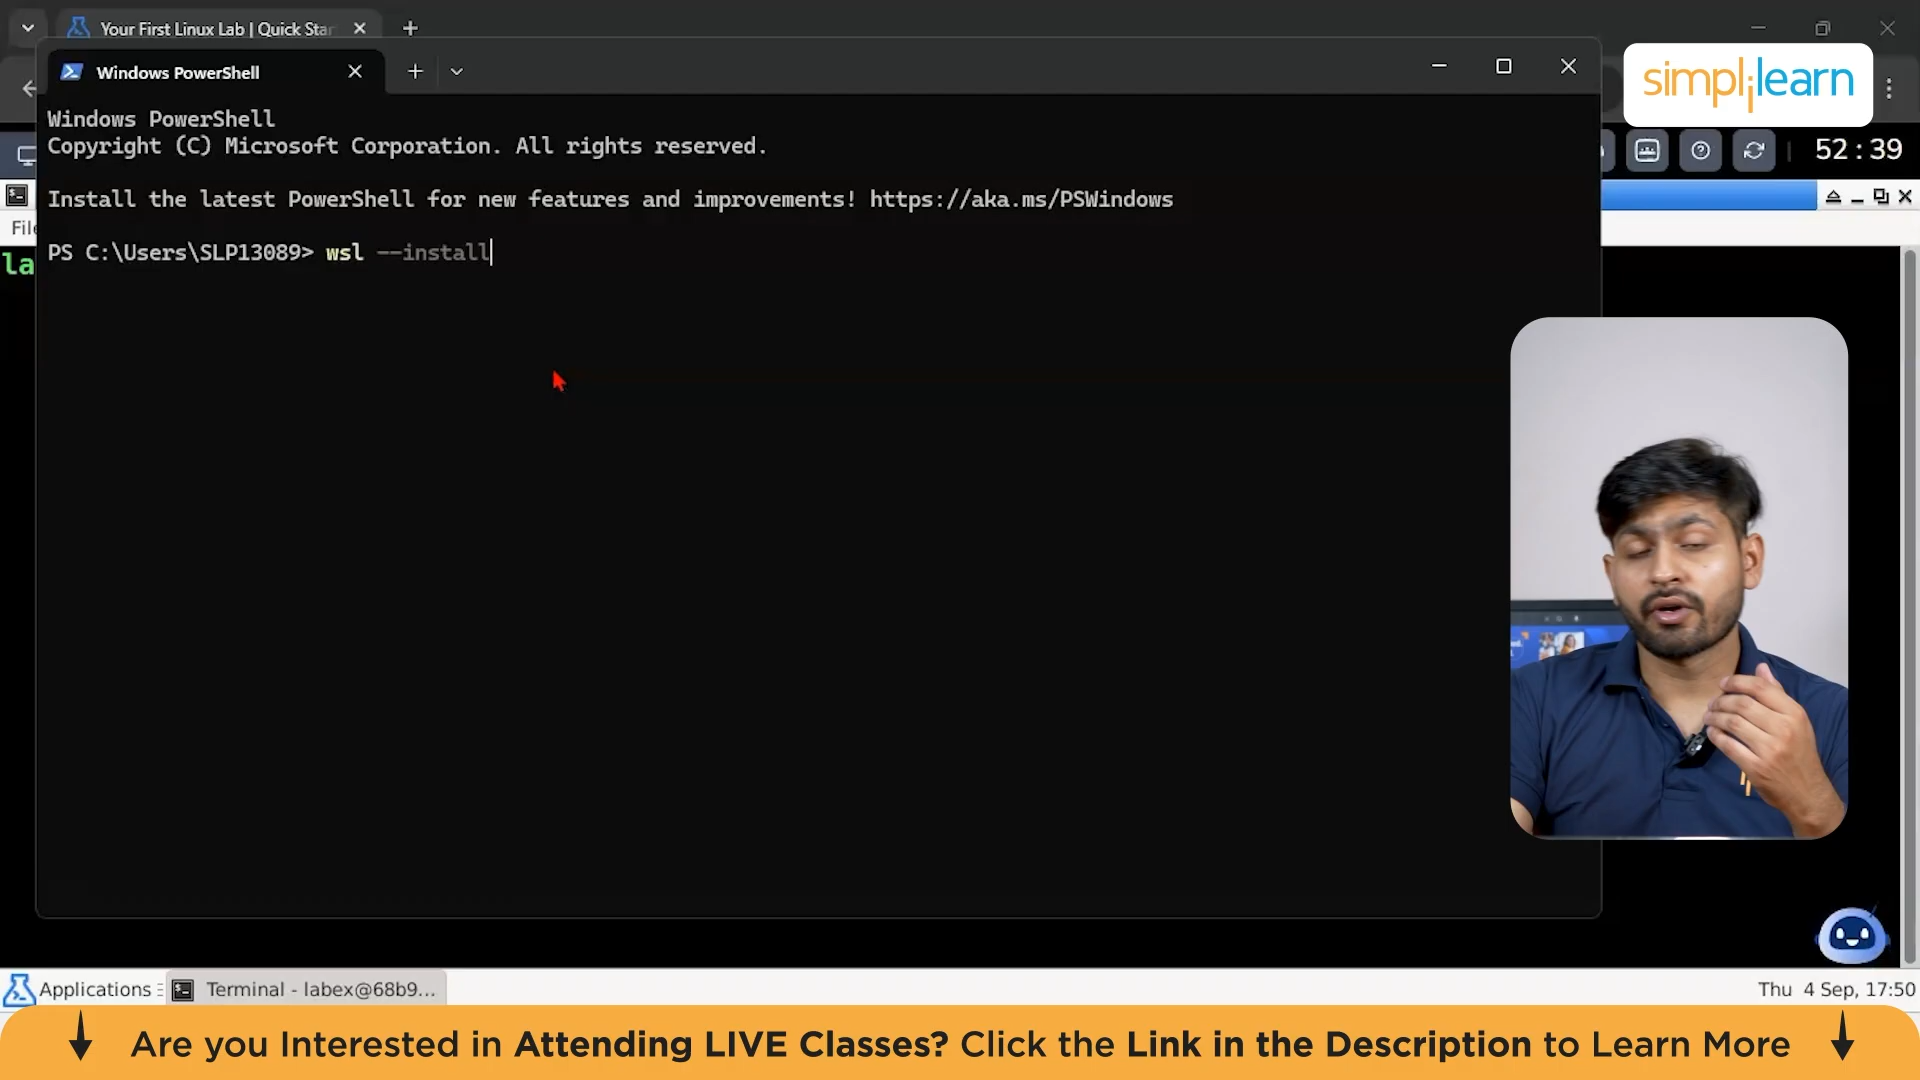 Your First Linux Lab | Quick Star
Windows PowerShell
simplilearn
52:39
Windows PowerShell
Copyright (C) Microsoft Corporation. All rights reserved.
Install the latest PowerShell for new features and improvements! https://aka.ms/PSWindows
File
PS C:\Users\SLP13089> wsl --install
la
Applications
Terminal - labex@68b9...
Thu 4 Sep, 17:50
Are you Interested in Attending LIVE Classes? Click the Link in the Description to Learn More